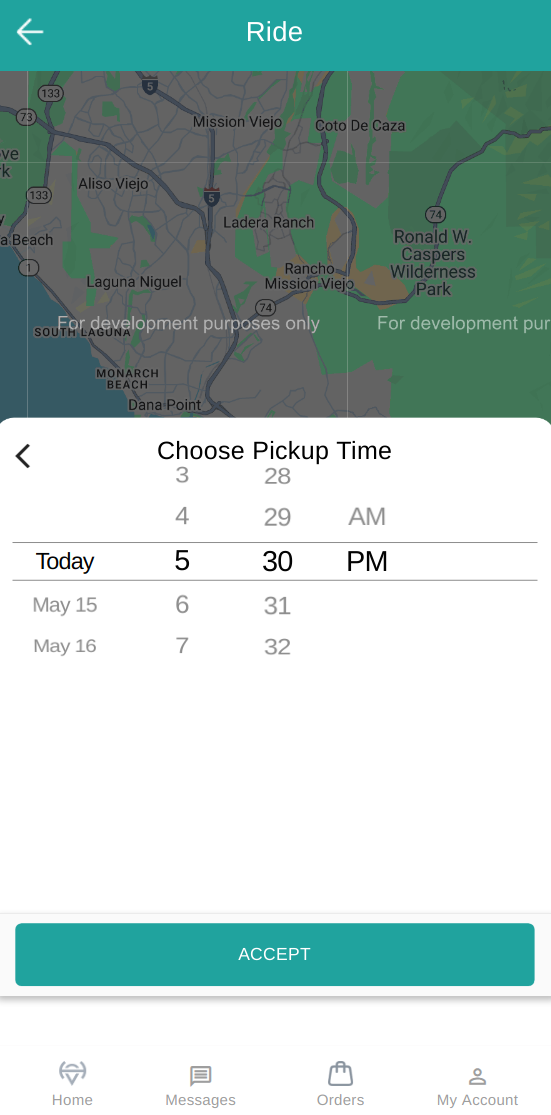 Ride
133
5
73
Mission Viejo
Coto De Caza
ve
k
Aliso Viejo
133
5
74
y
Ladera Ranch
a Beach
Ronald W.
Caspers
Wilderness
Park
1
Rancho
Mission Viejo
Laguna Niguel
74
For development purposes only
For development pur
SOUTH LAGUNA
MONARCH
BEACH
Dana Point
Choose Pickup Time
3 28
4 29 AM
Today 5 30 PM
May 15 6 31
May 16 7 32
ACCEPT
Home Messages Orders My Account